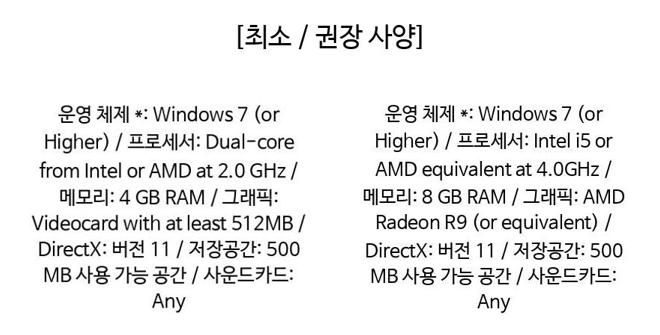 [최소 / 권장 사양]
운영 체제 *: Windows 7 (or
Higher) / 프로세서: Dual-core
from Intel or AMD at 2.0 GHz /
메모리: 4 GB RAM / 그래픽:
Videocard with at least 512MB /
DirectX: 버전 11 / 저장공간: 500
MB 사용 가능 공간 / 사운드카드:
Any
운영 체제 *: Windows 7 (or
Higher) / 프로세서: Intel i5 or
AMD equivalent at 4.0GHz /
메모리: 8 GB RAM / 그래픽: AMD
Radeon R9 (or equivalent) /
DirectX: 버전 11 / 저장공간: 500
MB 사용 가능 공간 / 사운드카드:
Any